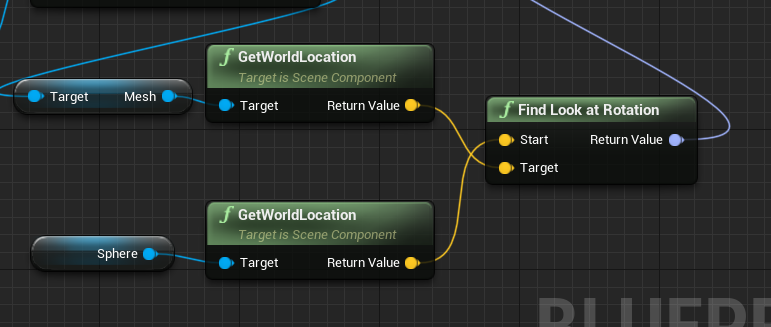 GetWorldLocation
Target is Scene Component
Target Mesh
Target Return Value
Find Look at Rotation
Start Return Value
Target
GetWorldLocation
Target is Scene Component
Sphere
Target Return Value